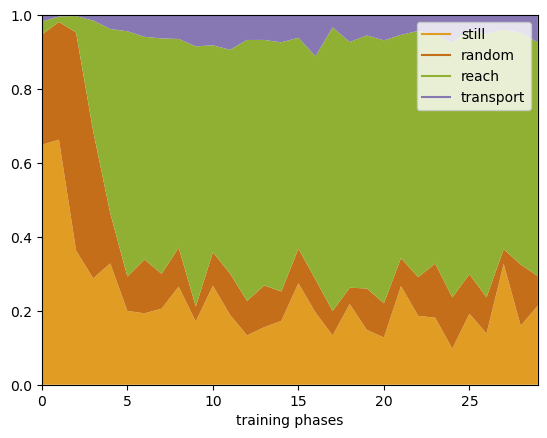 1.0
0.8
0.6
0.4
0.2
0.0
still
random
reach
transport
0 5 10 15 20 25
training phases